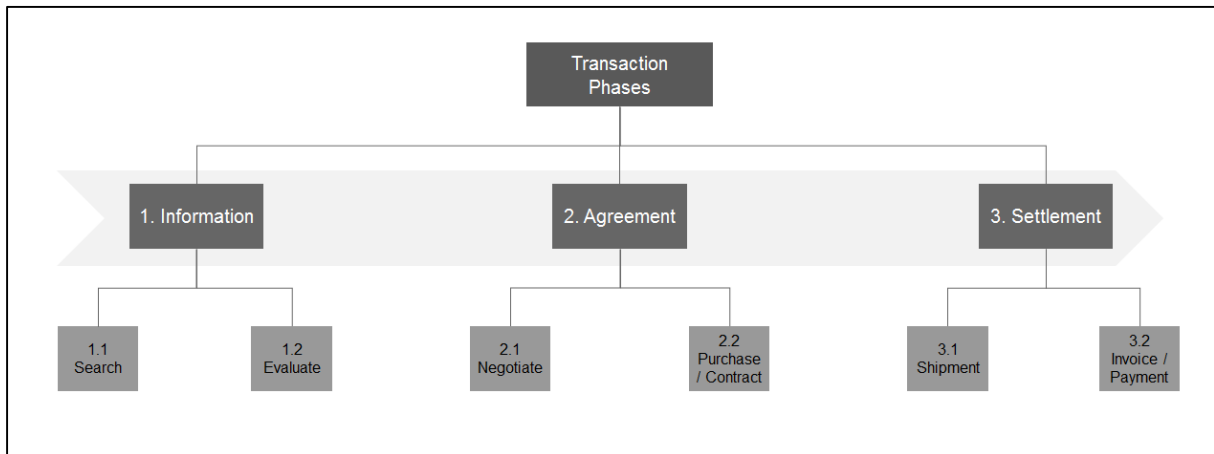 Transaction
Phases
1. Information
2. Agreement
3. Settlement
1.1
Search
1.2
Evaluate
2.1
Negotiate
2.2
Purchase
/ Contract
3.1
Shipment
3.2
Invoice /
Payment